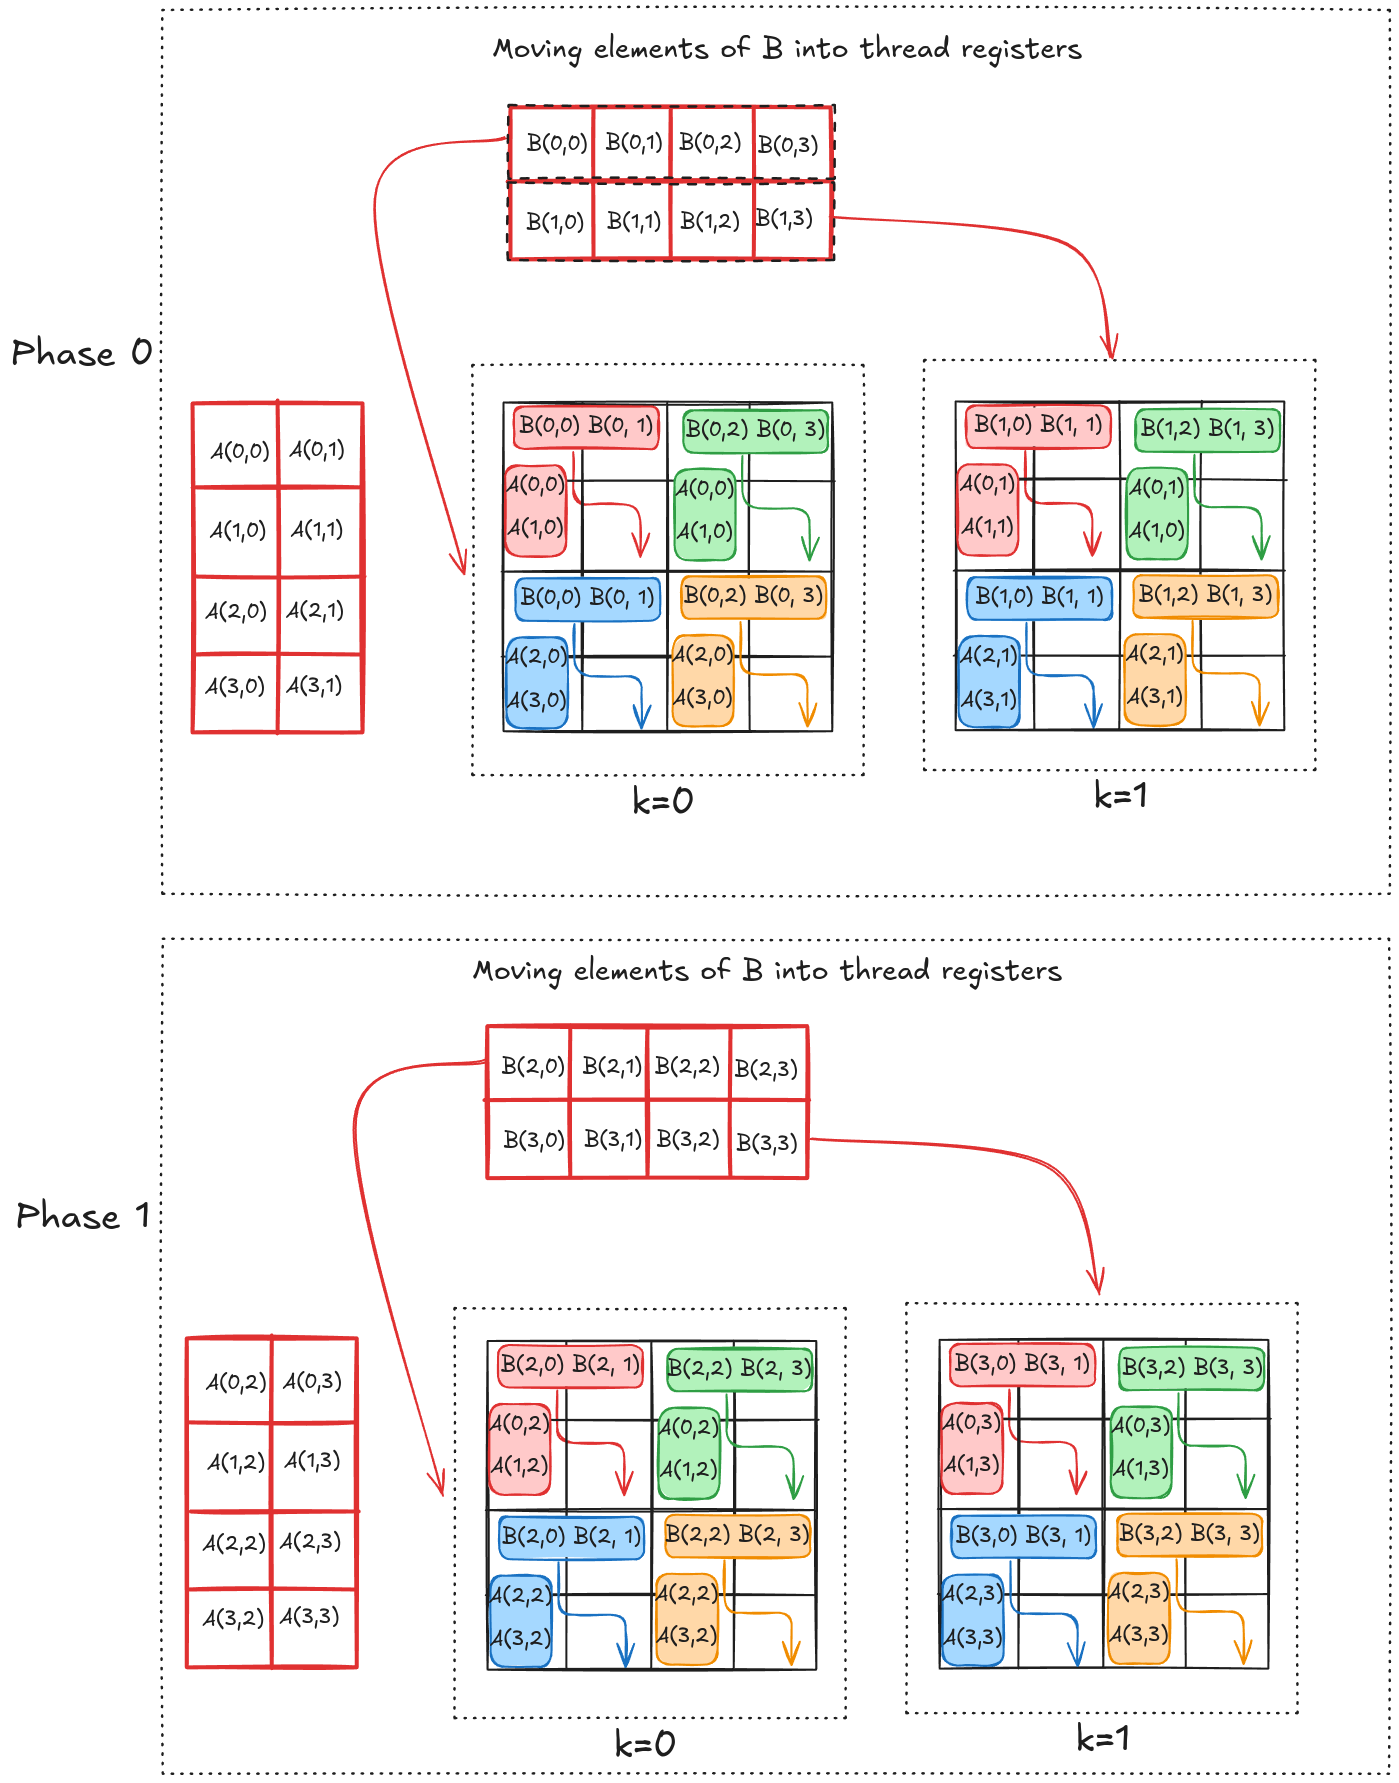 Moving elements of B into thread registers
B(0,0) B(0,1) B(0,2) B(0,3)
B(1,0) B(1,1) B(1,2) B(1,3)
Phase 0
A(0,0) A(0,1)
A(1,0) A(1,1)
A(2,0) A(2,1)
A(3,0) A(3,1)
B(0,0) B(0, 1) B(0,2) B(0, 3)
A(0,0) A(0,0)
A(1,0) A(1,0)
B(0,0) B(0, 1) B(0,2) B(0, 3)
A(2,0) A(2,0)
A(3,0) A(3,0)
k=0
B(1,0) B(1, 1) B(1,2) B(1, 3)
A(0,1) A(0,1)
A(1,1) A(1,0)
B(1,0) B(1, 1) B(1,2) B(1, 3)
A(2,1) A(2,1)
A(3,1) A(3,1)
k=1
Moving elements of B into thread registers
B(2,0) B(2,1) B(2,2) B(2,3)
B(3,0) B(3,1) B(3,2) B(3,3)
Phase 1
A(0,2) A(0,3)
A(1,2) A(1,3)
A(2,2) A(2,3)
A(3,2) A(3,3)
B(2,0) B(2, 1) B(2,2) B(2, 3)
A(0,2) A(0,2)
A(1,2) A(1,2)
B(2,0) B(2, 1) B(2,2) B(2, 3)
A(2,2) A(2,2)
A(3,2) A(3,2)
k=0
B(3,0) B(3, 1) B(3,2) B(3, 3)
A(0,3) A(0,3)
A(1,3) A(1,3)
B(3,0) B(3, 1) B(3,2) B(3, 3)
A(2,3) A(2,3)
A(3,3) A(3,3)
k=1